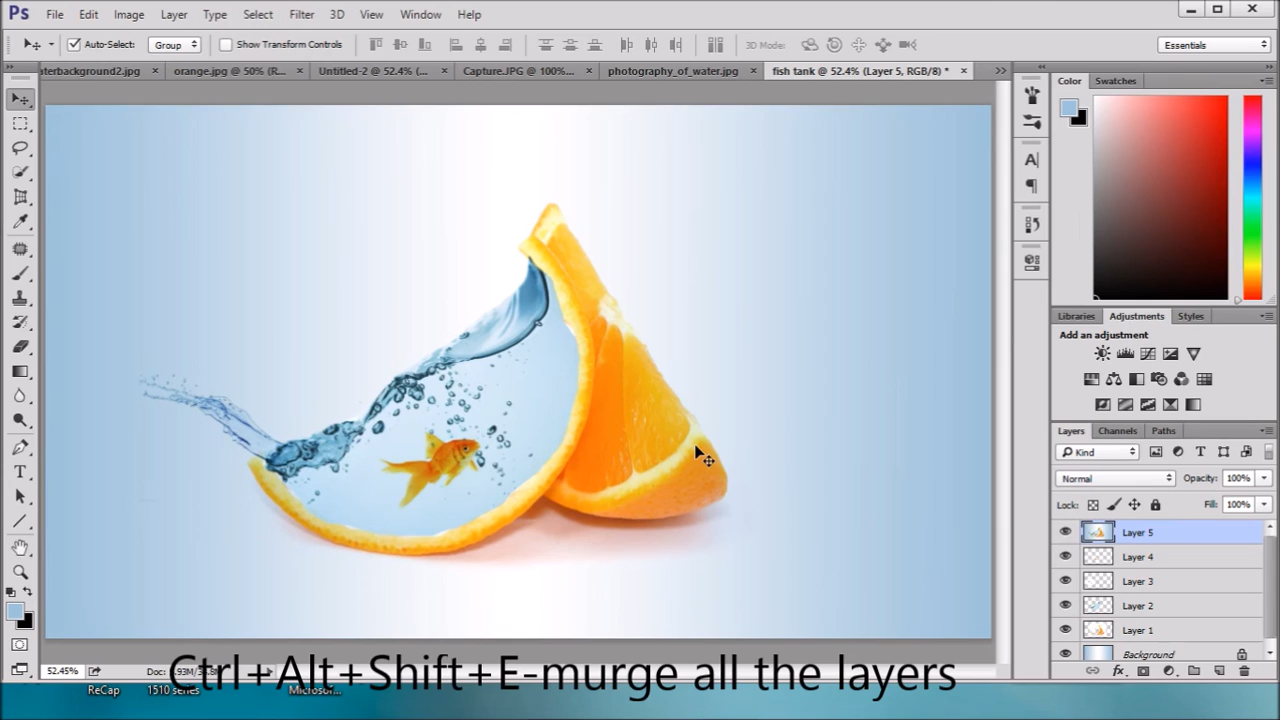 Ps File Edit Image Layer Type Select Filter 3D View Window Help
Auto-Select: Group Show Transform Controls 3D Mode: Essentials
terbackground2.jpg × orange.jpg @ 50% (R... × Untitled-2 @ 52.4% (... × Capture.JPG @ 100%... × photography_of_water.jpg × fish tank @ 52.4% (Layer 5, RGB/8) * ×
Color Swatches
Libraries Adjustments Styles
Add an adjustment
Layers Channels Paths
Kind
Normal Opacity: 100%
Lock: Fill: 100%
Layer 5
Layer 4
Layer 3
Layer 2
Layer 1
Background
52.45% Doc:
Ctrl+Alt+Shift+E-murge all the layers
ReCap 1510 series Microsof...